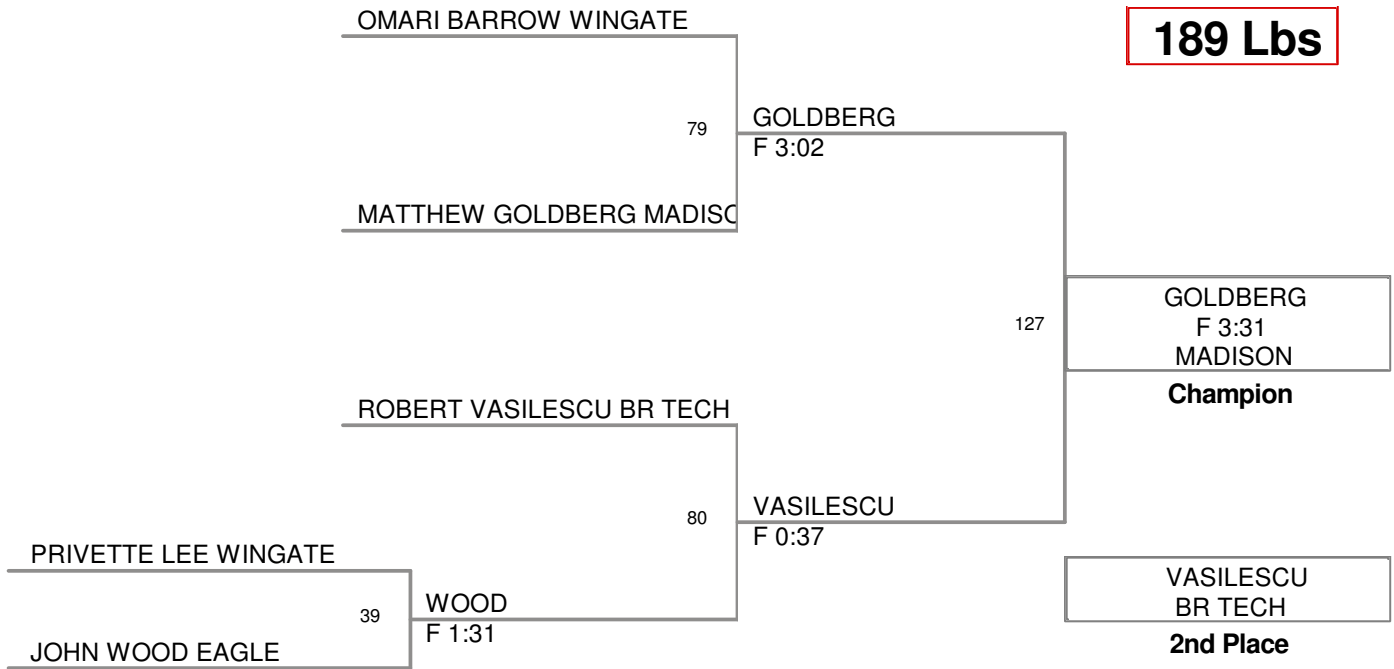 OMARI BARROW WINGATE
189 Lbs
79
GOLDBERG
F 3:02
MATTHEW GOLDBERG MADISO
127
GOLDBERG
F 3:31
MADISON
Champion
ROBERT VASILESCU BR TECH
80
VASILESCU
F 0:37
PRIVETTE LEE WINGATE
39
WOOD
F 1:31
JOHN WOOD EAGLE
VASILESCU
BR TECH
2nd Place